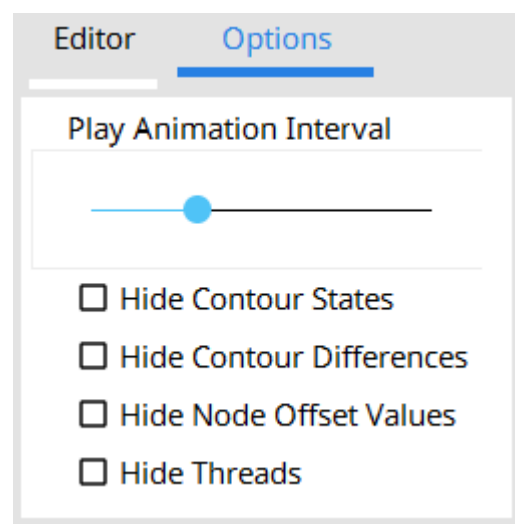 Editor Options
Play Animation Interval
Hide Contour States
Hide Contour Differences
Hide Node Offset Values
Hide Threads